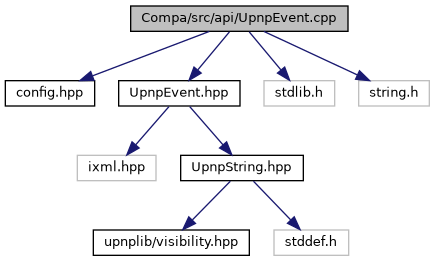 Compa/src/api/UpnpEvent.cpp
config.hpp
UpnpEvent.hpp
stdlib.h
string.h
ixml.hpp
UpnpString.hpp
upnplib/visibility.hpp
stddef.h